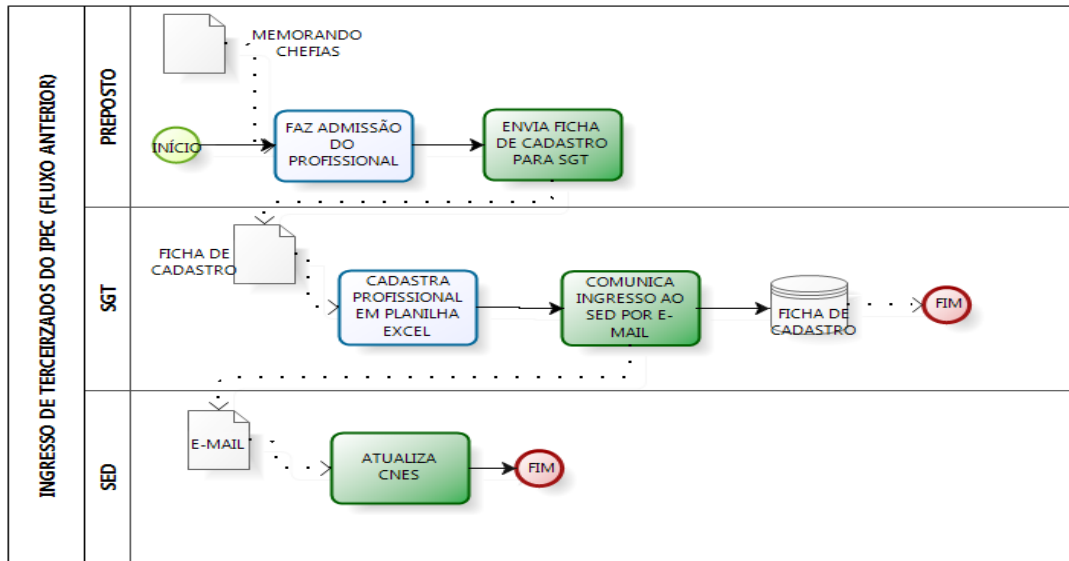 INGRESSO DE TERCEIRZADOS DO IPEC (FLUXO ANTERIOR)
PREPOSTO
MEMORANDO
CHEFIAS
INÍCIO
FAZ ADMISSÃO
DO
PROFISSIONAL
ENVIA FICHA
DE CADASTRO
PARA SGT
SGT
FICHA DE
CADASTRO
CADASTRA
PROFISSIONAL
EM PLANILHA
EXCEL
COMUNICA
INGRESSO AO
SED POR E-
MAIL
FICHA DE
CADASTRO
FIM
SED
E-MAIL
ATUALIZA
CNES
FIM